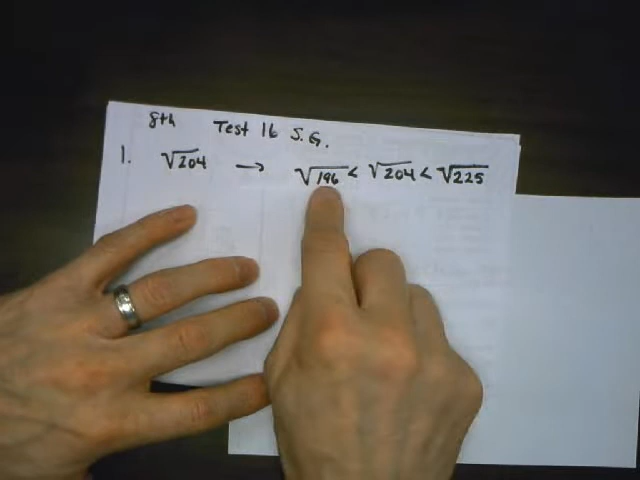 8th Test 16 S.G.
1. √204 → √196 < √204 < √225